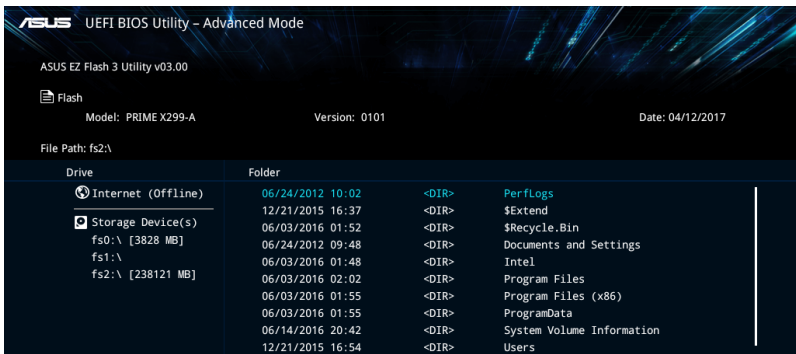 ASUS UEFI BIOS Utility – Advanced Mode
ASUS EZ Flash 3 Utility v03.00
Flash
Model: PRIME X299-A Version: 0101 Date: 04/12/2017
File Path: fs2:\
Drive Folder
Internet (Offline) 06/24/2012 10:02 <DIR> PerfLogs
12/21/2015 16:37 <DIR> $Extend
Storage Device(s) 06/03/2016 01:52 <DIR> $Recycle.Bin
fs0:\ [3828 MB] 06/24/2012 09:48 <DIR> Documents and Settings
fs1:\ 06/03/2016 01:48 <DIR> Intel
fs2:\ [238121 MB] 06/03/2016 02:02 <DIR> Program Files
06/03/2016 01:55 <DIR> Program Files (x86)
06/03/2016 01:55 <DIR> ProgramData
06/14/2016 20:42 <DIR> System Volume Information
12/21/2015 16:54 <DIR> Users